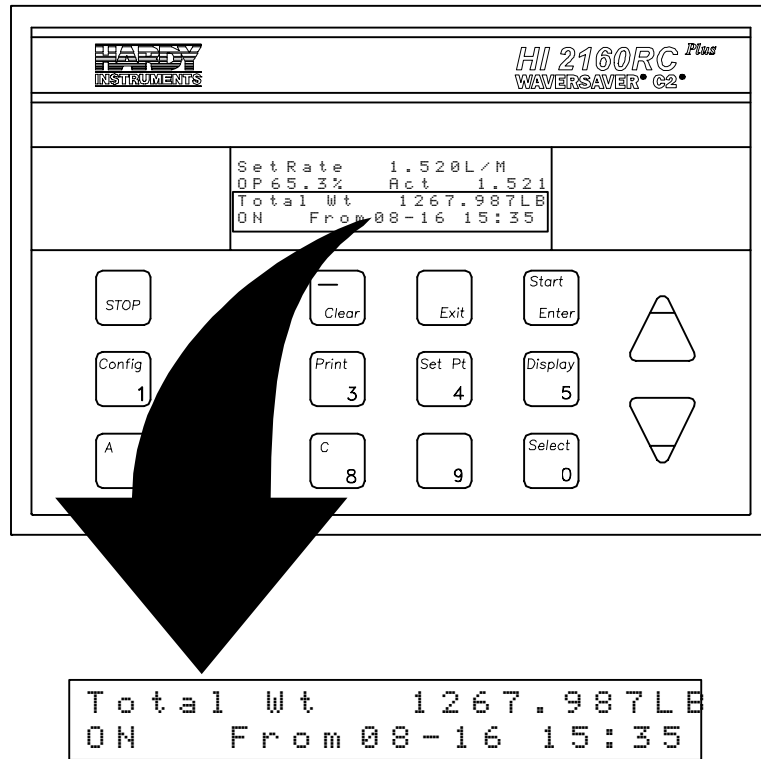 HARDY
INSTRUMENTS
HI 2160RC Plus
WAVERSAVER® C2®
SetRate 1.520L/M
OP65.3% Act 1.521
Total Wt 1267.987LB
ON From08-16 15:35
STOP
— Clear
Exit
Start Enter
Config 1
Print 3
Set Pt 4
Display 5
A
C 8
9
Select 0
Total Wt 1267.987LB
ON From08-16 15:35